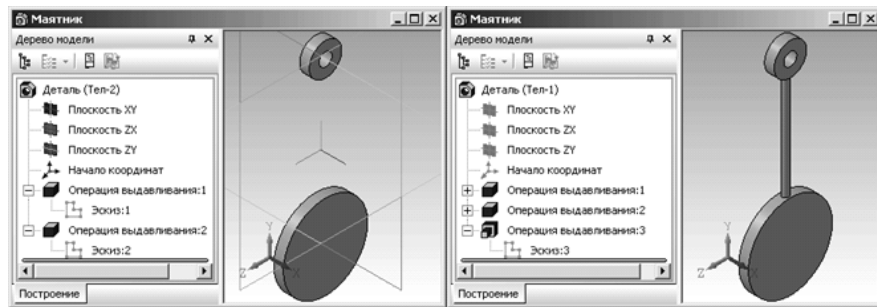 Маятник
Дерево модели
Деталь (Тел-2)
Плоскость XY
Плоскость ZX
Плоскость ZY
Начало координат
Операция выдавливания:1
Эскиз:1
Операция выдавливания:2
Эскиз:2
Построение
Y
Z
X
Маятник
Дерево модели
Деталь (Тел-1)
Плоскость XY
Плоскость ZX
Плоскость ZY
Начало координат
Операция выдавливания:1
Операция выдавливания:2
Операция выдавливания:3
Эскиз:3
Построение
Y
Z
X